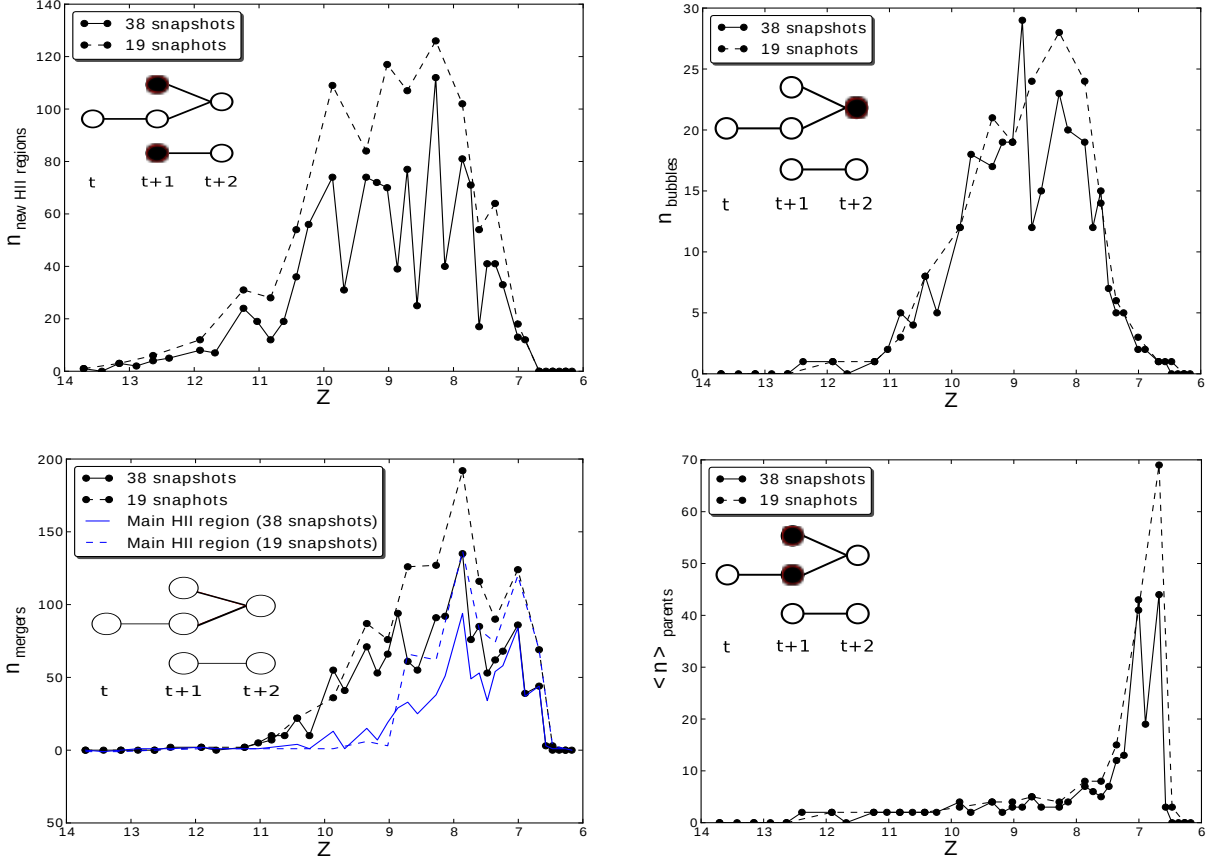 38 snapshots
19 snaphots
t
t+1
t+2
n new HII regions
140
120
100
80
60
40
20
0
14 13 12 11 10 9 8 7 6
Z
38 snapshots
19 snaphots
t
t+1
t+2
n bubbles
30
25
20
15
10
5
0
14 13 12 11 10 9 8 7 6
Z
38 snapshots
19 snaphots
Main HII region (38 snapshots)
Main HII region (19 snapshots)
t
t+1
t+2
n mergers
200
150
100
50
0
50
14 13 12 11 10 9 8 7 6
Z
38 snapshots
19 snapshots
t
t+1
t+2
< n > parents
70
60
50
40
30
20
10
0
14 13 12 11 10 9 8 7 6
Z